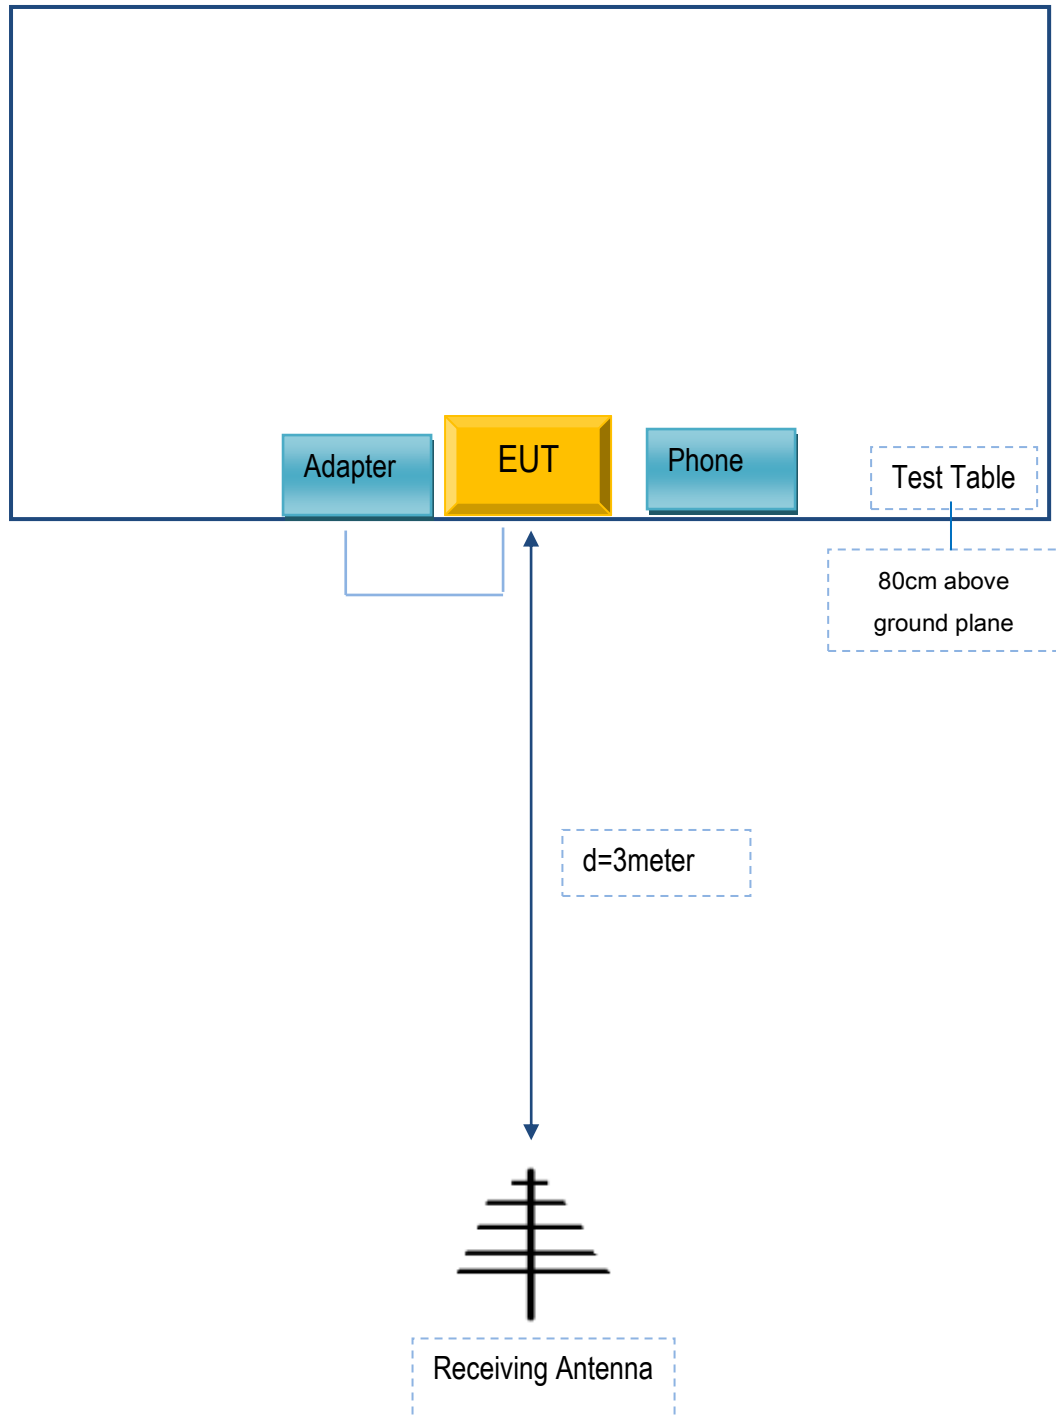 Adapter
EUT
Phone
Test Table
80cm above
ground plane
d=3meter
Receiving Antenna